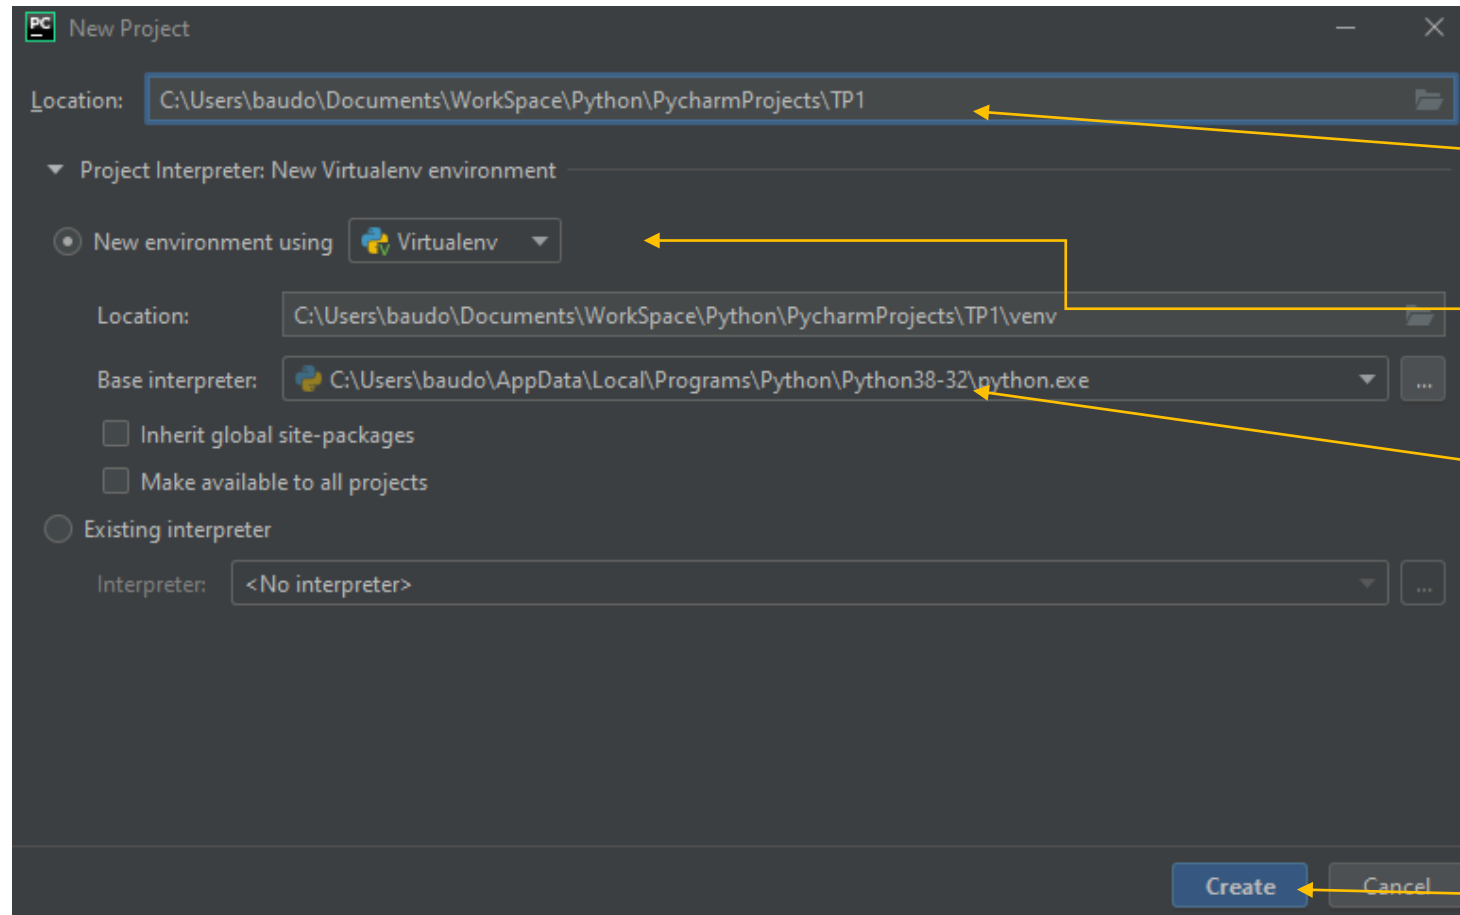 PC New Project
Location: C:\Users\baudo\Documents\WorkSpace\Python\PycharmProjects\TP1
Project Interpreter: New Virtualenv environment
New environment using Virtualenv
Location: C:\Users\baudo\Documents\WorkSpace\Python\PycharmProjects\TP1\venv
Base interpreter: C:\Users\baudo\AppData\Local\Programs\Python\Python38-32\python.exe ...
Inherit global site-packages
Make available to all projects
Existing interpreter
Interpreter: <No interpreter> ...
Create Cancel